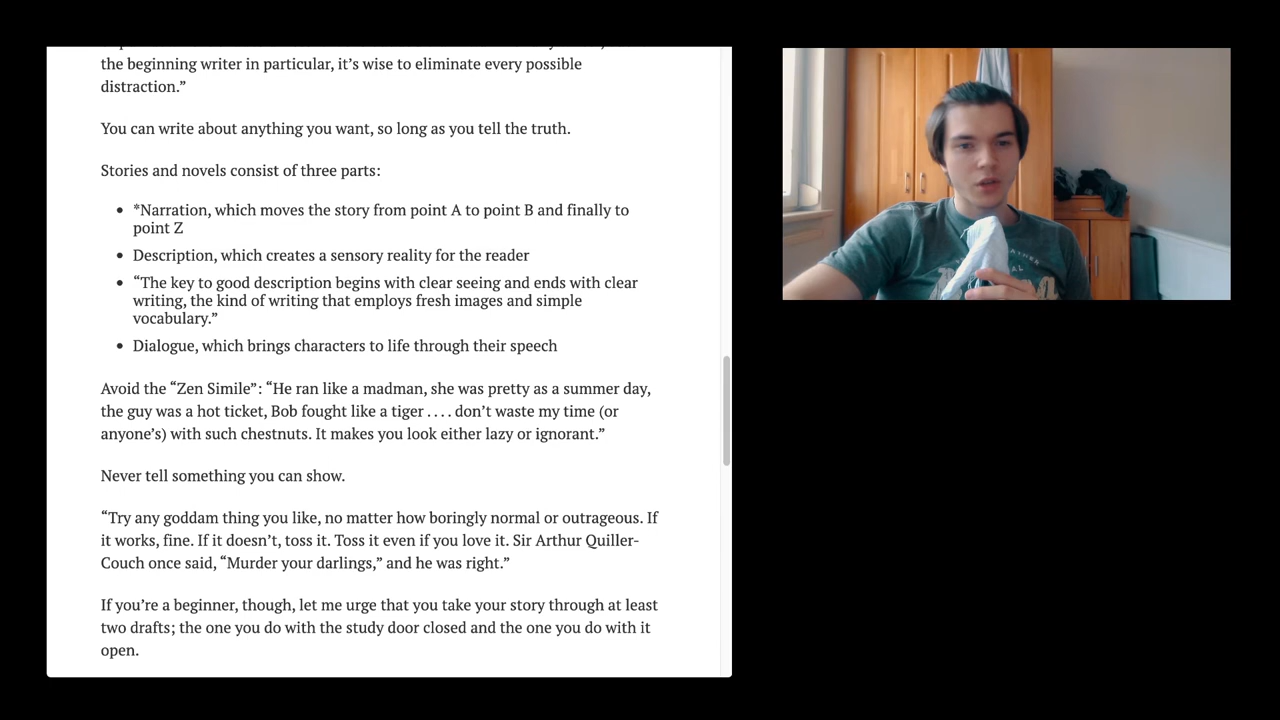 the beginning writer in particular, it’s wise to eliminate every possible
distraction.”
You can write about anything you want, so long as you tell the truth.
Stories and novels consist of three parts:
• *Narration, which moves the story from point A to point B and finally to
point Z
• Description, which creates a sensory reality for the reader
• “The key to good description begins with clear seeing and ends with clear
writing, the kind of writing that employs fresh images and simple
vocabulary.”
• Dialogue, which brings characters to life through their speech
Avoid the “Zen Simile”: “He ran like a madman, she was pretty as a summer day,
the guy was a hot ticket, Bob fought like a tiger . . . . don’t waste my time (or
anyone’s) with such chestnuts. It makes you look either lazy or ignorant.”
Never tell something you can show.
“Try any goddam thing you like, no matter how boringly normal or outrageous. If
it works, fine. If it doesn’t, toss it. Toss it even if you love it. Sir Arthur Quiller-
Couch once said, “Murder your darlings,” and he was right.”
If you’re a beginner, though, let me urge that you take your story through at least
two drafts; the one you do with the study door closed and the one you do with it
open.